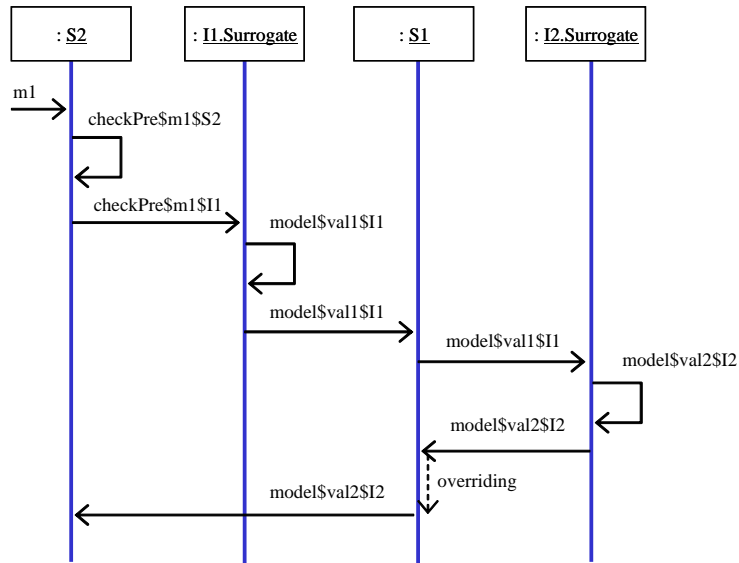 : S2
: I1.Surrogate
: S1
: I2.Surrogate
m1
checkPre$m1$S2
checkPre$m1$I1
model$val1$I1
model$val1$I1
model$val1$I1
model$val2$I2
model$val2$I2
overriding
model$val2$I2